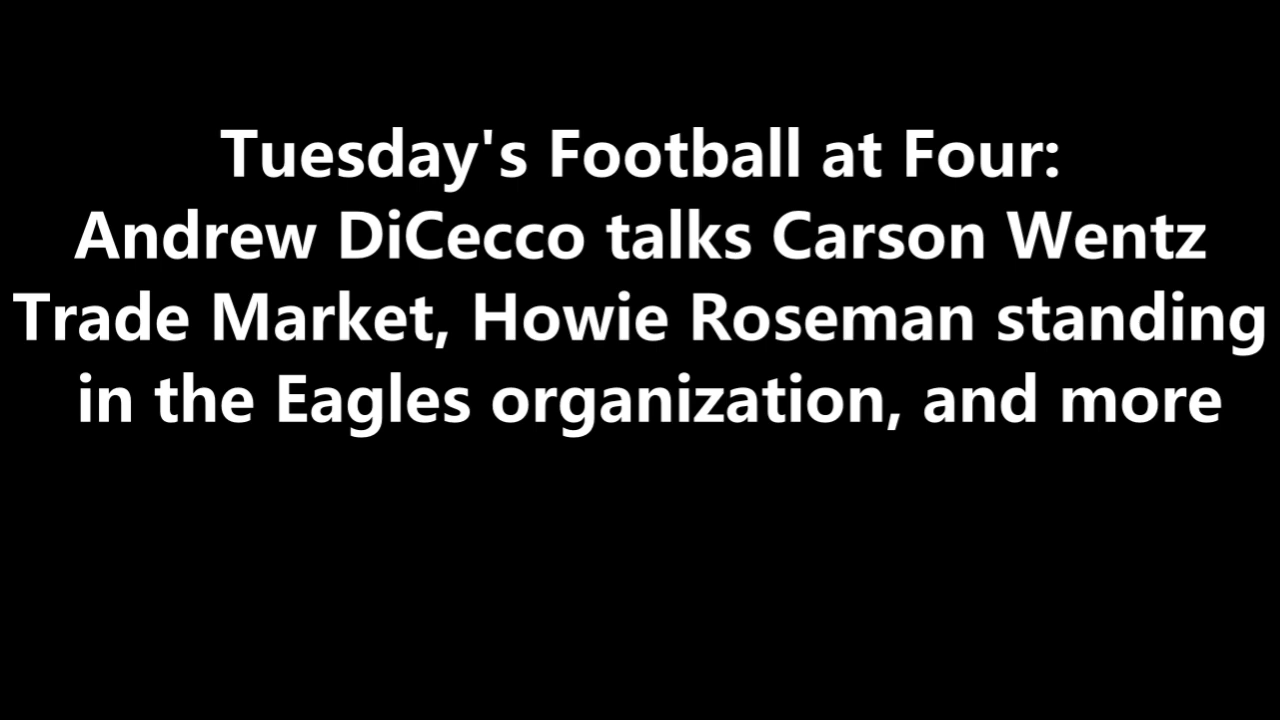 Tuesday's Football at Four:
Andrew DiCecco talks Carson Wentz
Trade Market, Howie Roseman standing
in the Eagles organization, and more